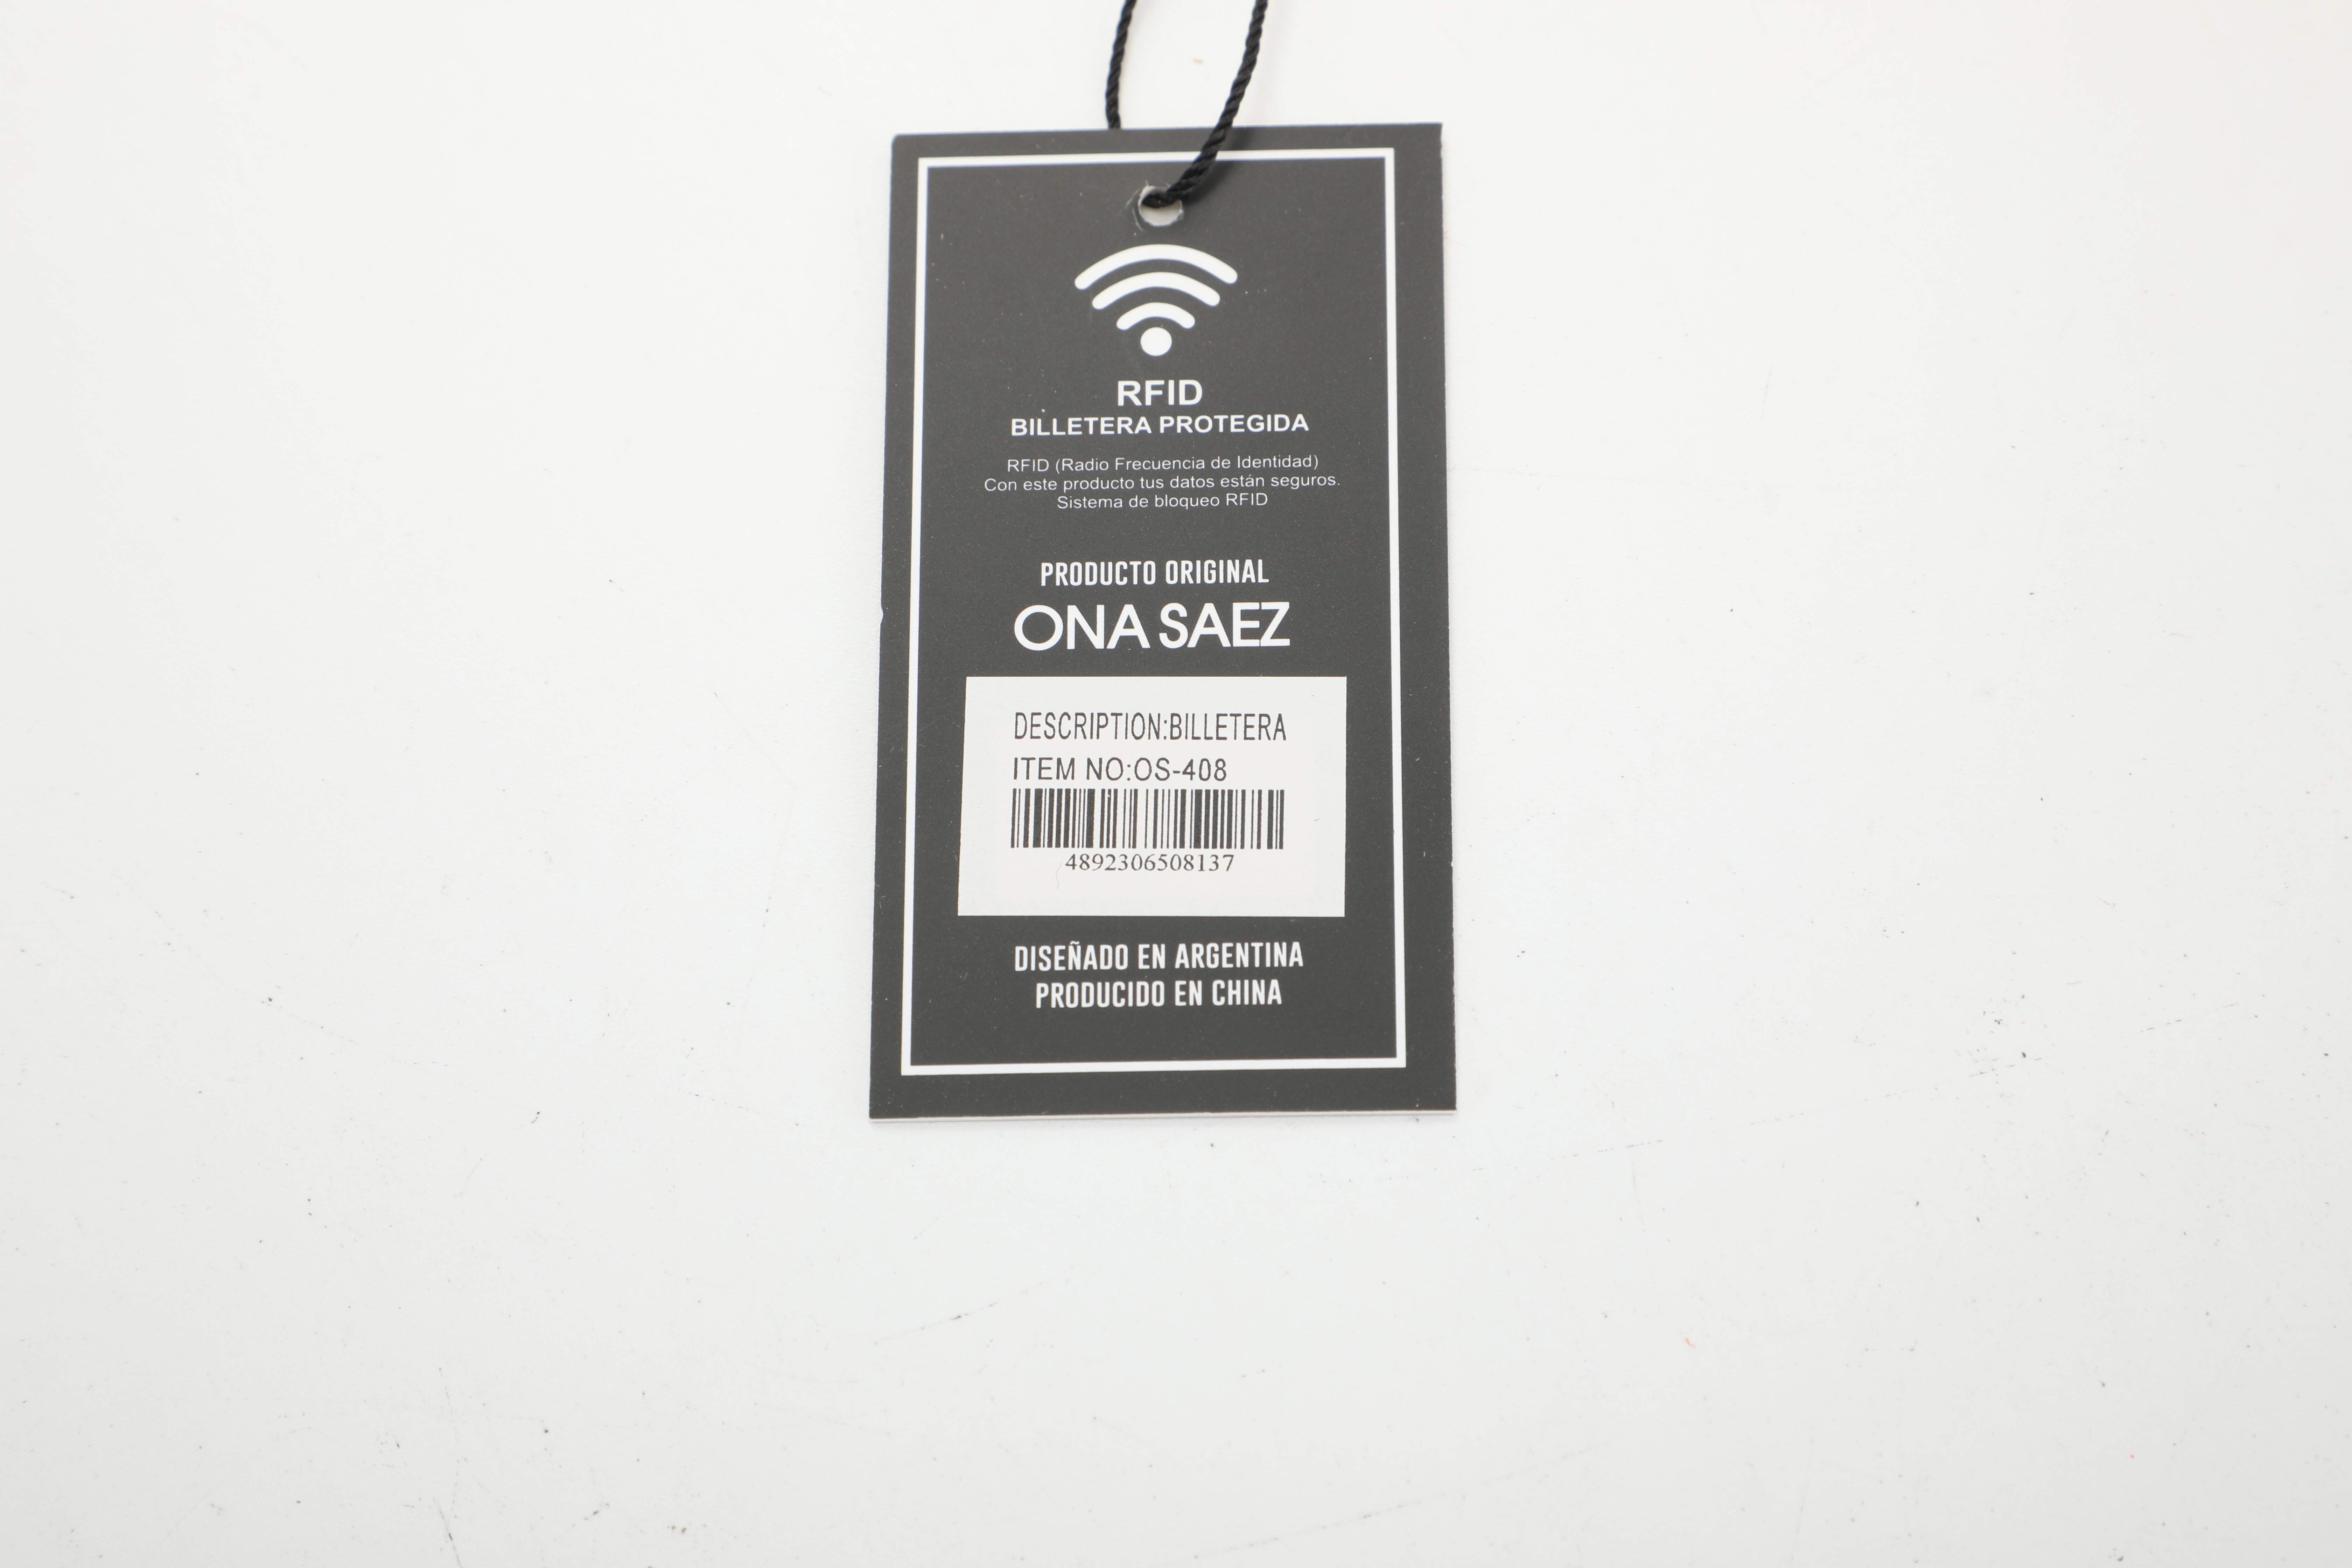 RFID
BILLETERA PROTEGIDA
RFID (Radio Frecuencia de Identidad)
Con este producto tus datos están seguros.
Sistema de bloqueo RFID
PRODUCTO ORIGINAL
ONA SAEZ
DESCRIPTION:BILLETERA
ITEM NO:OS-408
4892306508137
DISEÑADO EN ARGENTINA
PRODUCIDO EN CHINA